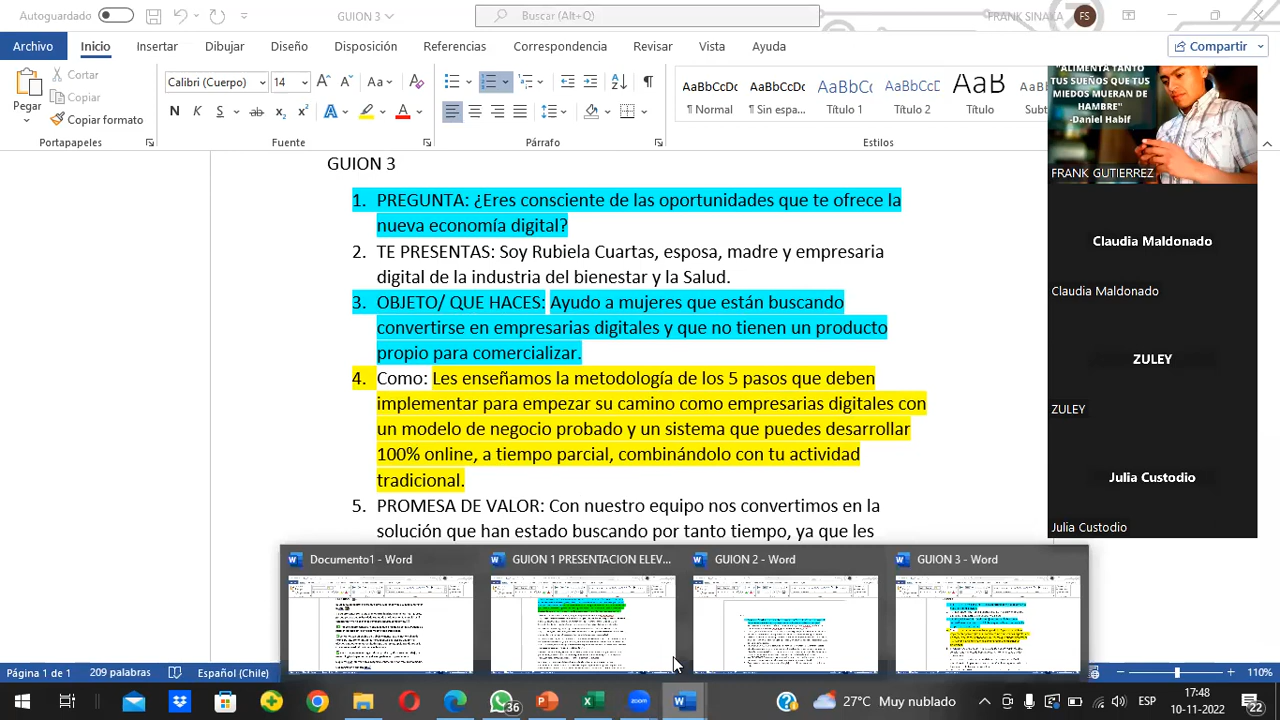 Autoguardado
GUION 3
Buscar (Alt+Q)
FRANK SINAXA
FS
Archivo
Inicio
Insertar
Dibujar
Diseño
Disposición
Referencias
Correspondencia
Revisar
Vista
Ayuda
Compartir
Pegar
Cortar
Copiar
Copiar formato
Portapapeles
Calibri (Cuerpo)
14
Fuente
Párrafo
AaBbCcDc
¶ Normal
AaBbCcDc
¶ Sin espa...
AaBbC
Título 1
AaBbCcD
Título 2
AaB
Título
Estilos
"ALIMENTA TANTO
TUS SUEÑOS QUE TUS
MIEDOS MUERAN DE
HAMBRE"
-Daniel Habif
FRANK GUTIERREZ
Claudia Maldonado
Claudia Maldonado
ZULEY
ZULEY
Julia Custodio
Julia Custodio
GUION 3
1. PREGUNTA: ¿Eres consciente de las oportunidades que te ofrece la
nueva economía digital?
2. TE PRESENTAS: Soy Rubiela Cuartas, esposa, madre y empresaria
digital de la industria del bienestar y la Salud.
3. OBJETO/ QUE HACES: Ayudo a mujeres que están buscando
convertirse en empresarias digitales y que no tienen un producto
propio para comercializar.
4. Como: Les enseñamos la metodología de los 5 pasos que deben
implementar para empezar su camino como empresarias digitales con
un modelo de negocio probado y un sistema que puedes desarrollar
100% online, a tiempo parcial, combinándolo con tu actividad
tradicional.
5. PROMESA DE VALOR: Con nuestro equipo nos convertimos en la
solución que han estado buscando por tanto tiempo, ya que les
Documento1 - Word
GUION 1 PRESENTACION ELEV...
GUION 2 - Word
GUION 3 - Word
Página 1 de 1
209 palabras
Español (Chile)
110%
36
zoom
27°C Muy nublado
ESP
17:48
10-11-2022
22